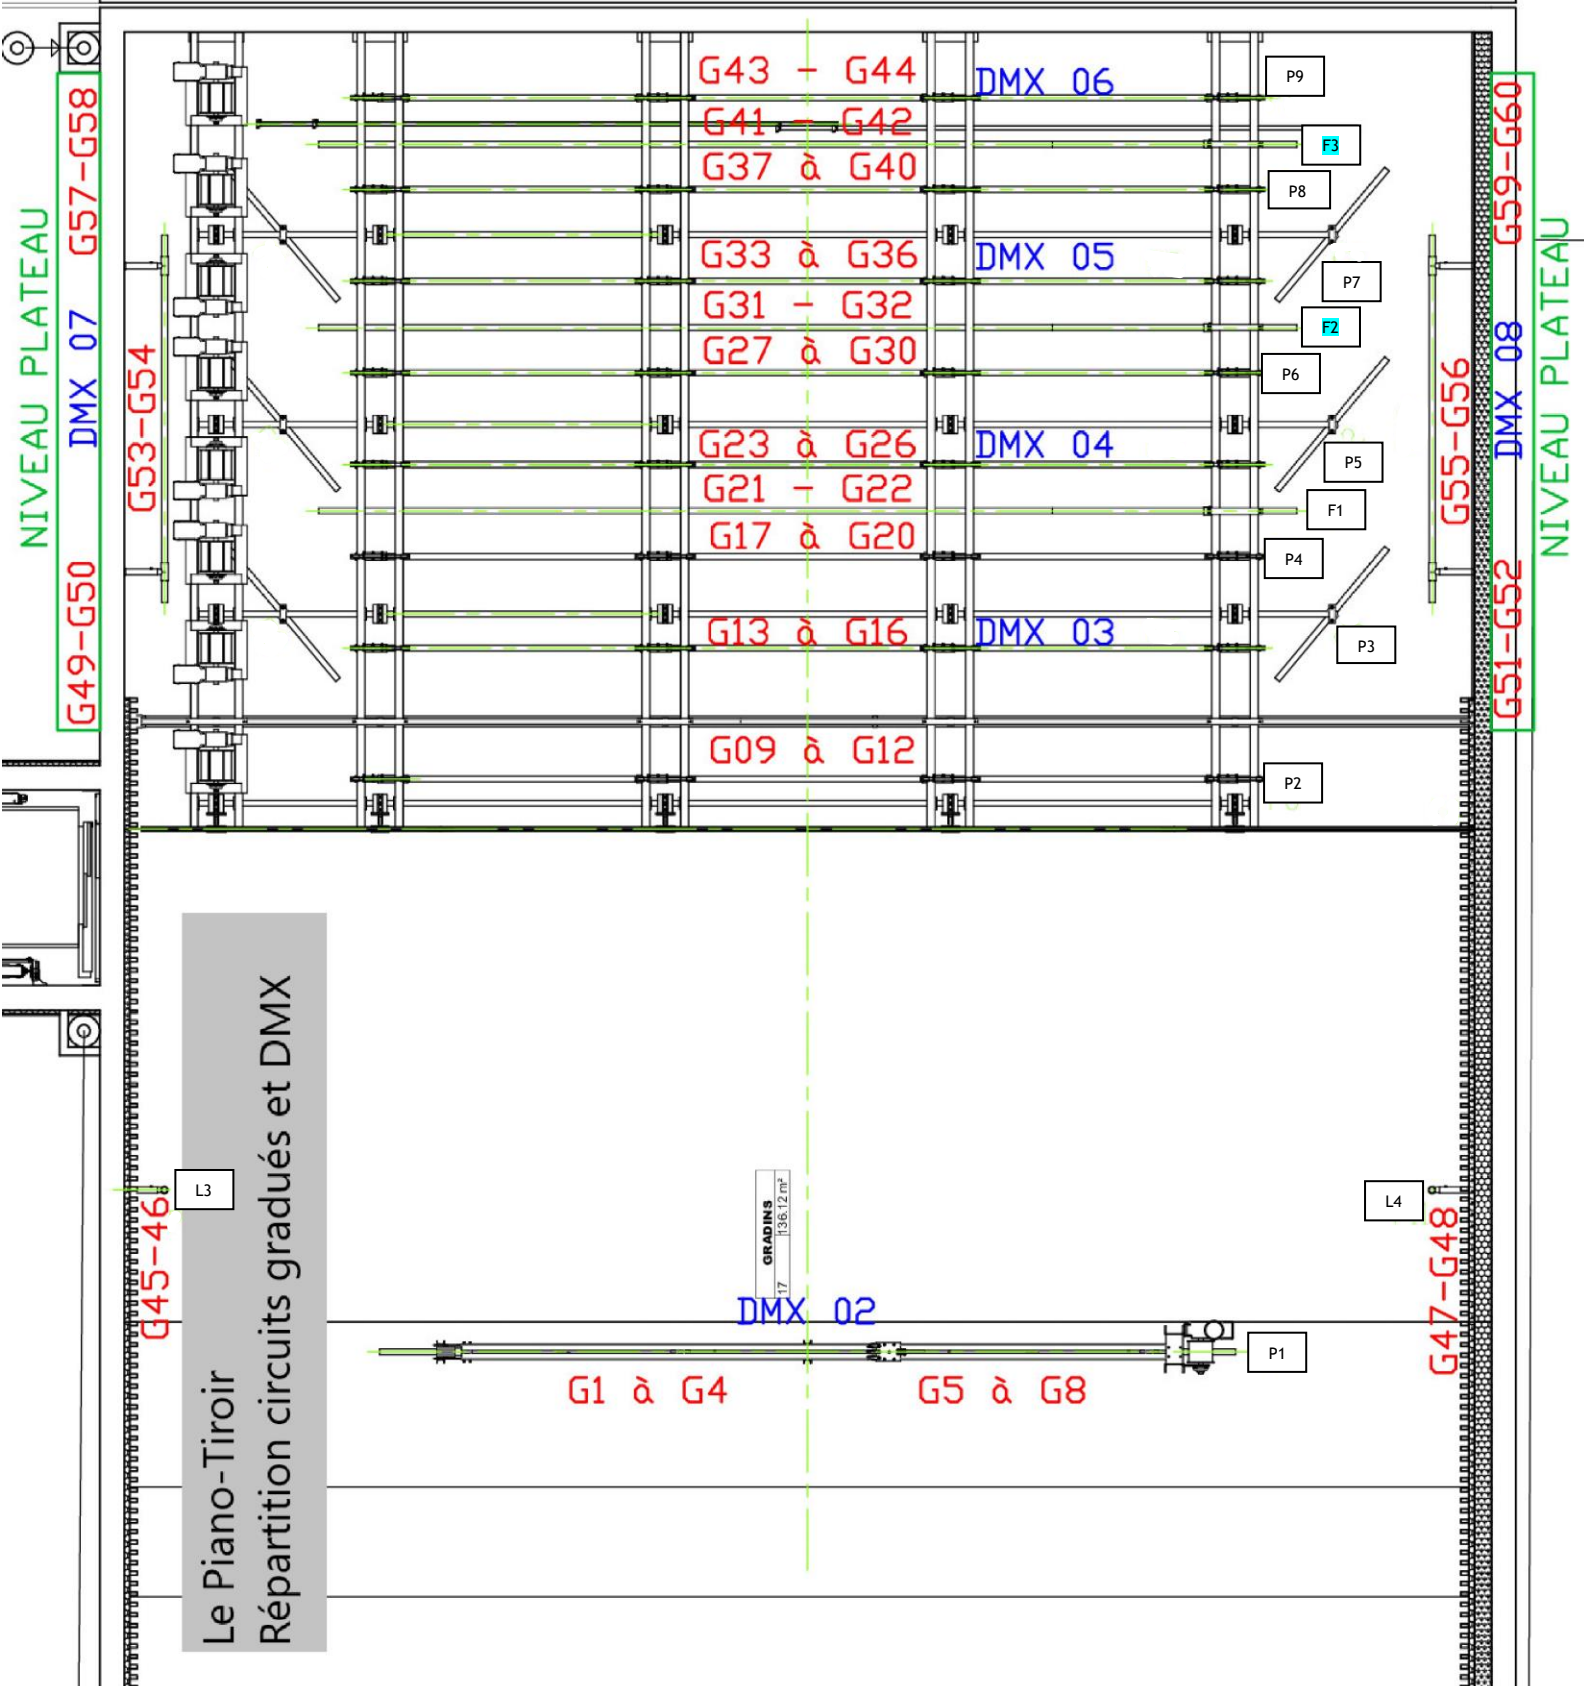 G43 - G44
DMX 06
P9
G41 - G42
F3
G37 à G40
P8
G33 à G36
DMX 05
P7
G31 - G32
F2
G27 à G30
P6
G23 à G26
DMX 04
P5
G21 - G22
F1
G17 à G20
P4
G13 à G16
DMX 03
P3
G09 à G12
P2
NIVEAU PLATEAU
G57-G58
DMX 07
G49-G50
G53-G54
G55-G56
G59-G60
DMX 08
G51-G52
NIVEAU PLATEAU
L3
G45-46
L4
G47-G48
Le Piano-Tiroir
Répartition circuits gradués et DMX
GRADINS
17 136.12 m²
DMX 02
P1
G1 à G4
G5 à G8